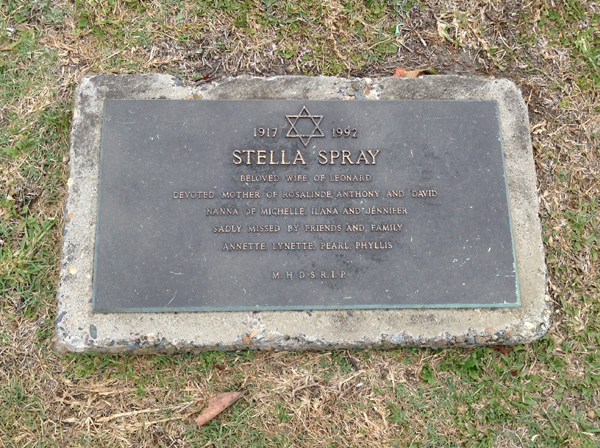 1917 1992
STELLA SPRAY
BELOVED WIFE OF LEONARD
DEVOTED MOTHER OF ROSALINDE, ANTHONY AND DAVID
NANNA OF MICHELLE, ILANA AND JENNIFER
SADLY MISSED BY FRIENDS AND FAMILY
ANNETTE, LYNETTE, PEARL, PHYLLIS
M.H.D.S.R.I.P.